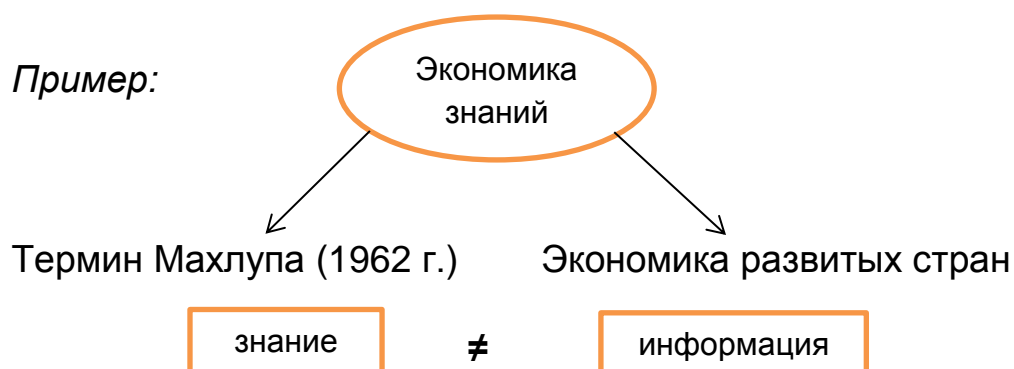 Пример:
Экономика
знаний
Термин Махлупа (1962 г.)
Экономика развитых стран
знание
≠
информация